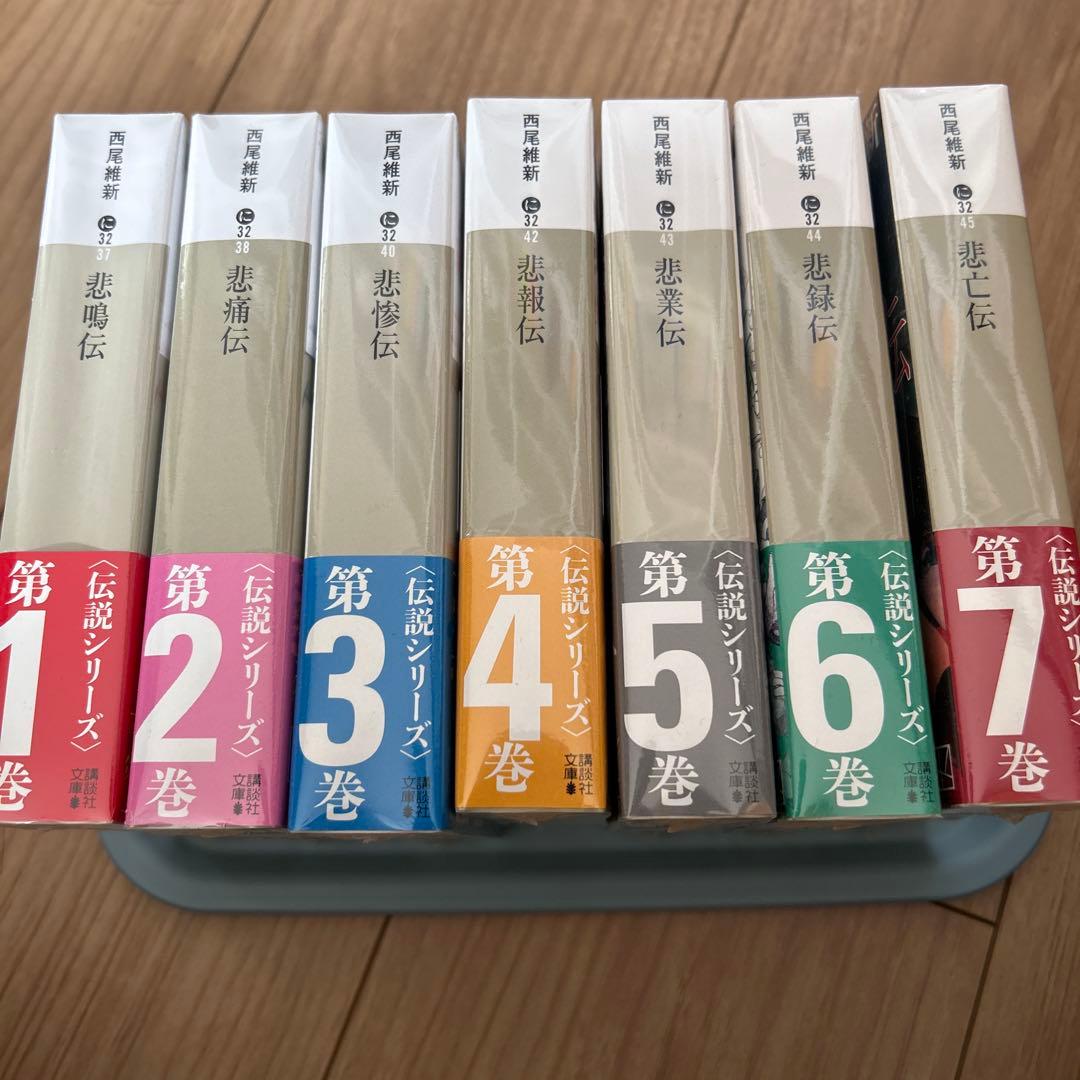 西尾維新
に
32
37
悲鳴伝
〈伝説シリーズ〉
第
1
巻
講談社
文庫
西尾維新
に
32
38
悲痛伝
〈伝説シリーズ〉
第
2
巻
講談社
文庫
西尾維新
に
32
40
悲惨伝
〈伝説シリーズ〉
第
3
巻
講談社
文庫
西尾維新
に
32
42
悲報伝
〈伝説シリーズ〉
第
4
巻
講談社
文庫
西尾維新
に
32
43
悲業伝
〈伝説シリーズ〉
第
5
巻
講談社
文庫
西尾維新
に
32
44
悲録伝
〈伝説シリーズ〉
第
6
巻
講談社
文庫
西尾維新
に
32
45
悲亡伝
〈伝説シリーズ〉
第
7
巻